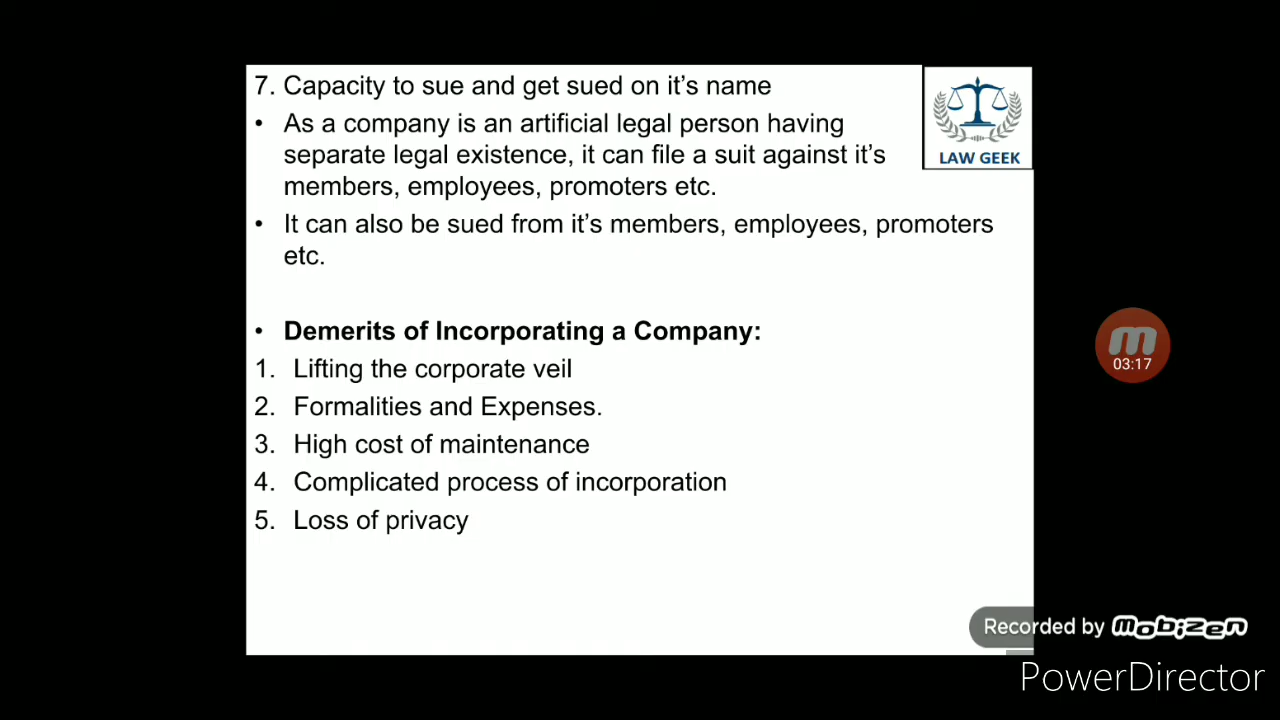 7. Capacity to sue and get sued on it's name
• As a company is an artificial legal person having
separate legal existence, it can file a suit against it's
members, employees, promoters etc.
• It can also be sued from it's members, employees, promoters
etc.
• Demerits of Incorporating a Company:
1. Lifting the corporate veil
2. Formalities and Expenses.
3. High cost of maintenance
4. Complicated process of incorporation
5. Loss of privacy
LAW GEEK
03:17
Recorded by mobizen
PowerDirector